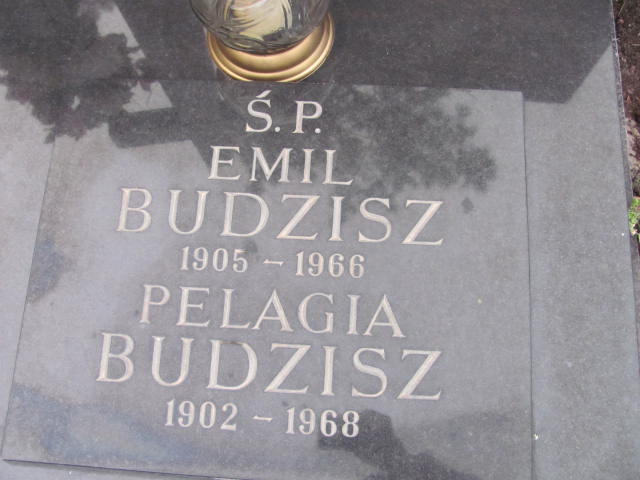 Ś.P.
EMIL
BUDZISZ
1905 – 1966
PELAGIA
BUDZISZ
1902 – 1968